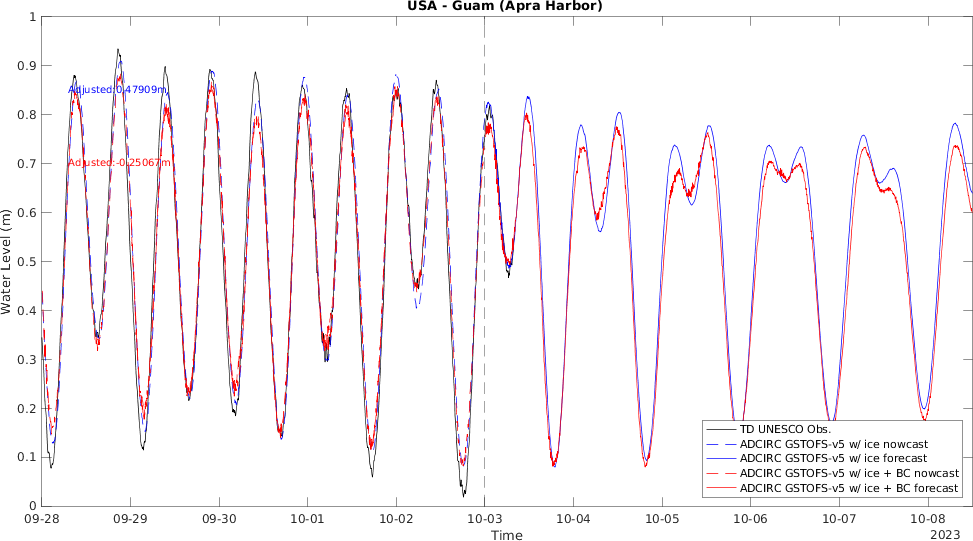 USA - Guam (Apra Harbor)
1
0.9
0.8
0.7
0.6
0.5
0.4
0.3
0.2
0.1
0
Water Level (m)
Adjusted:0.47909m
Adjusted:-0.25067m
TD UNESCO Obs.
ADCIRC GSTOFS-v5 w/ ice nowcast
ADCIRC GSTOFS-v5 w/ ice forecast
ADCIRC GSTOFS-v5 w/ ice + BC nowcast
ADCIRC GSTOFS-v5 w/ ice + BC forecast
09-28 09-29 09-30 10-01 10-02 10-03 10-04 10-05 10-06 10-07 10-08
Time
2023